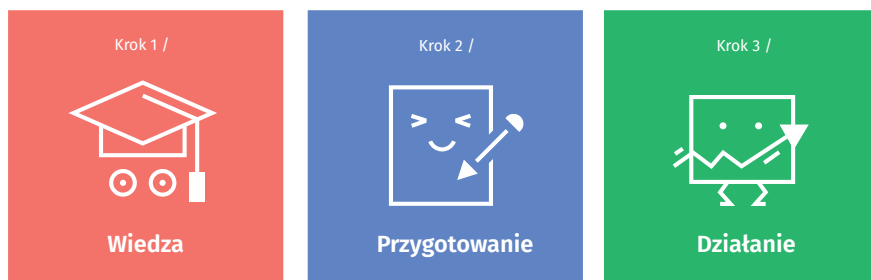 Krok 1 /
Wiedza
Krok 2 /
Przygotowanie
Krok 3 /
Działanie